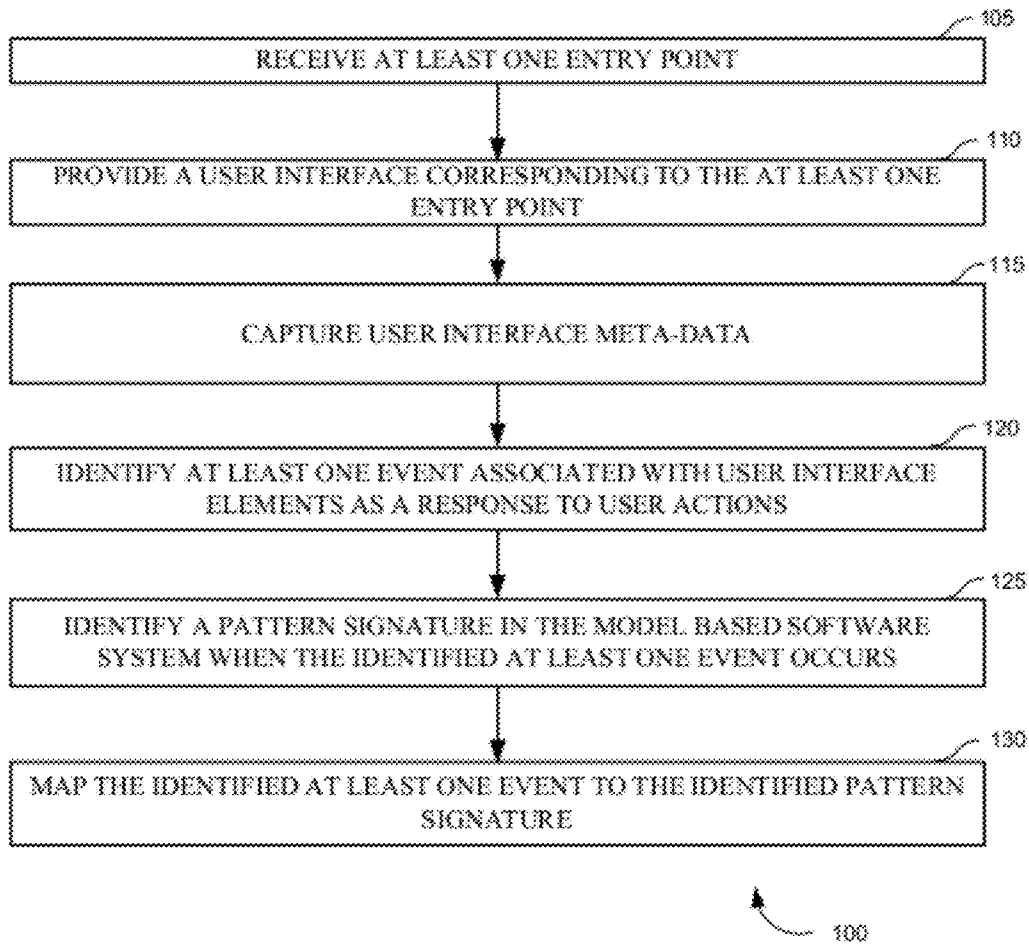 105
RECEIVE AT LEAST ONE ENTRY POINT
110
PROVIDE A USER INTERFACE CORRESPONDING TO THE AT LEAST ONE
ENTRY POINT
115
CAPTURE USER INTERFACE META-DATA
120
IDENTIFY AT LEAST ONE EVENT ASSOCIATED WITH USER INTERFACE
ELEMENTS AS A RESPONSE TO USER ACTIONS
125
IDENTIFY A PATTERN SIGNATURE IN THE MODEL BASED SOFTWARE
SYSTEM WHEN THE IDENTIFIED AT LEAST ONE EVENT OCCURS
130
MAP THE IDENTIFIED AT LEAST ONE EVENT TO THE IDENTIFIED PATTERN
SIGNATURE
100